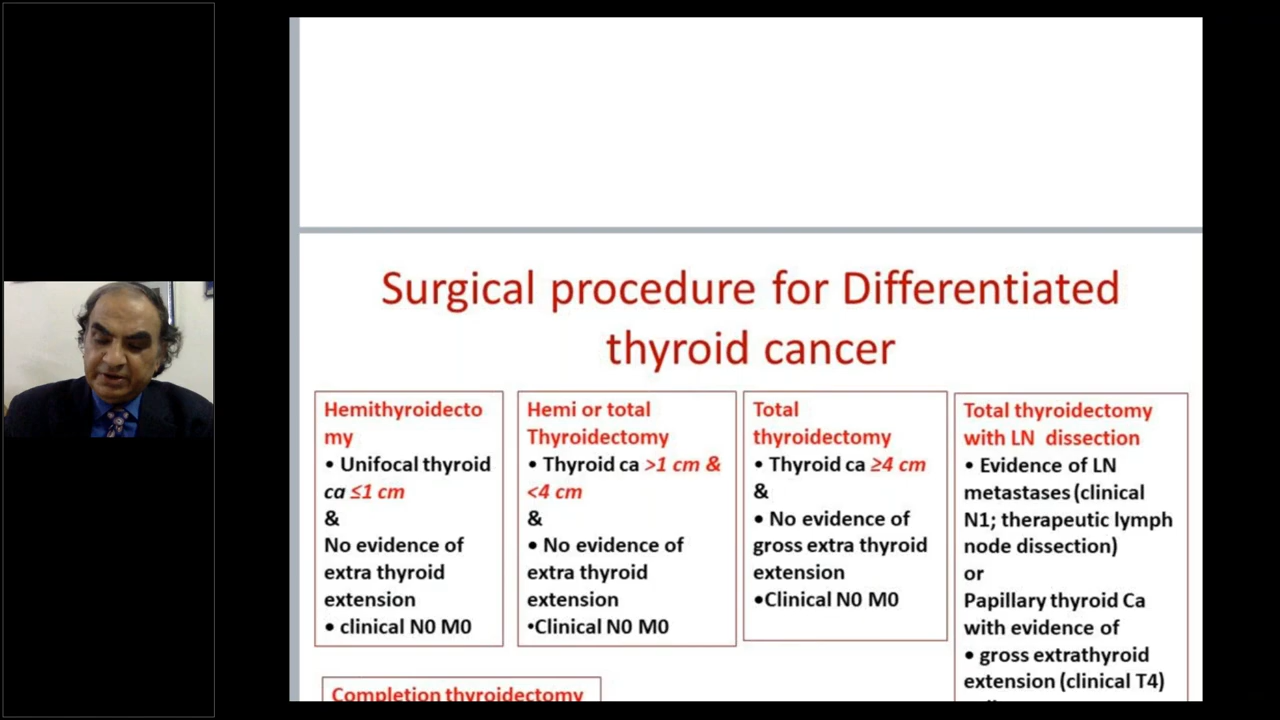 Surgical procedure for Differentiated
thyroid cancer
Hemithyroidecto
my
• Unifocal thyroid
ca ≤1 cm
&
No evidence of
extra thyroid
extension
• clinical N0 M0
Hemi or total
Thyroidectomy
• Thyroid ca >1 cm &
<4 cm
&
• No evidence of
extra thyroid
extension
•Clinical N0 M0
Total
thyroidectomy
• Thyroid ca ≥4 cm
&
• No evidence of
gross extra thyroid
extension
•Clinical N0 M0
Total thyroidectomy
with LN dissection
• Evidence of LN
metastases (clinical
N1; therapeutic lymph
node dissection)
or
Papillary thyroid Ca
with evidence of
• gross extrathyroid
extension (clinical T4)
Completion thyroidectomy